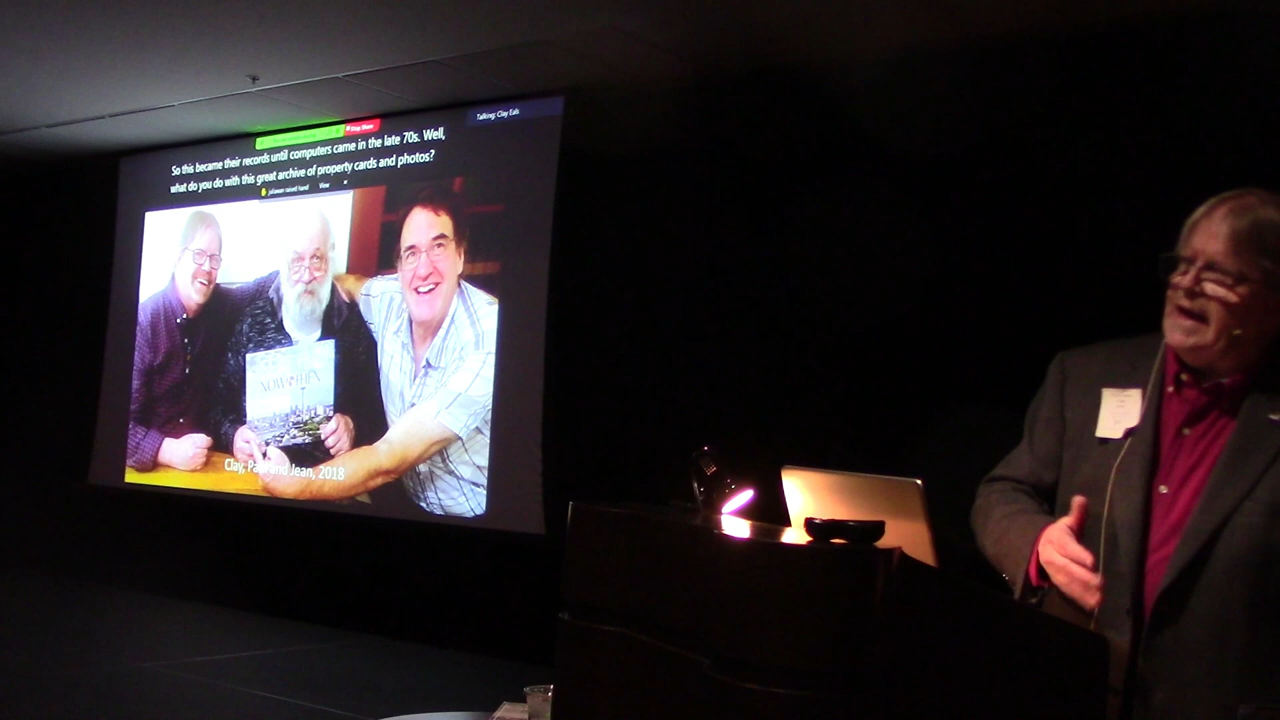 Talking: Clay Eals
Stop Share
So this became their records until computers came in the late 70s. Well,
what do you do with this great archive of property cards and photos?
raised hand View ×
NOW THEN
Clay, Pa and Jean, 2018